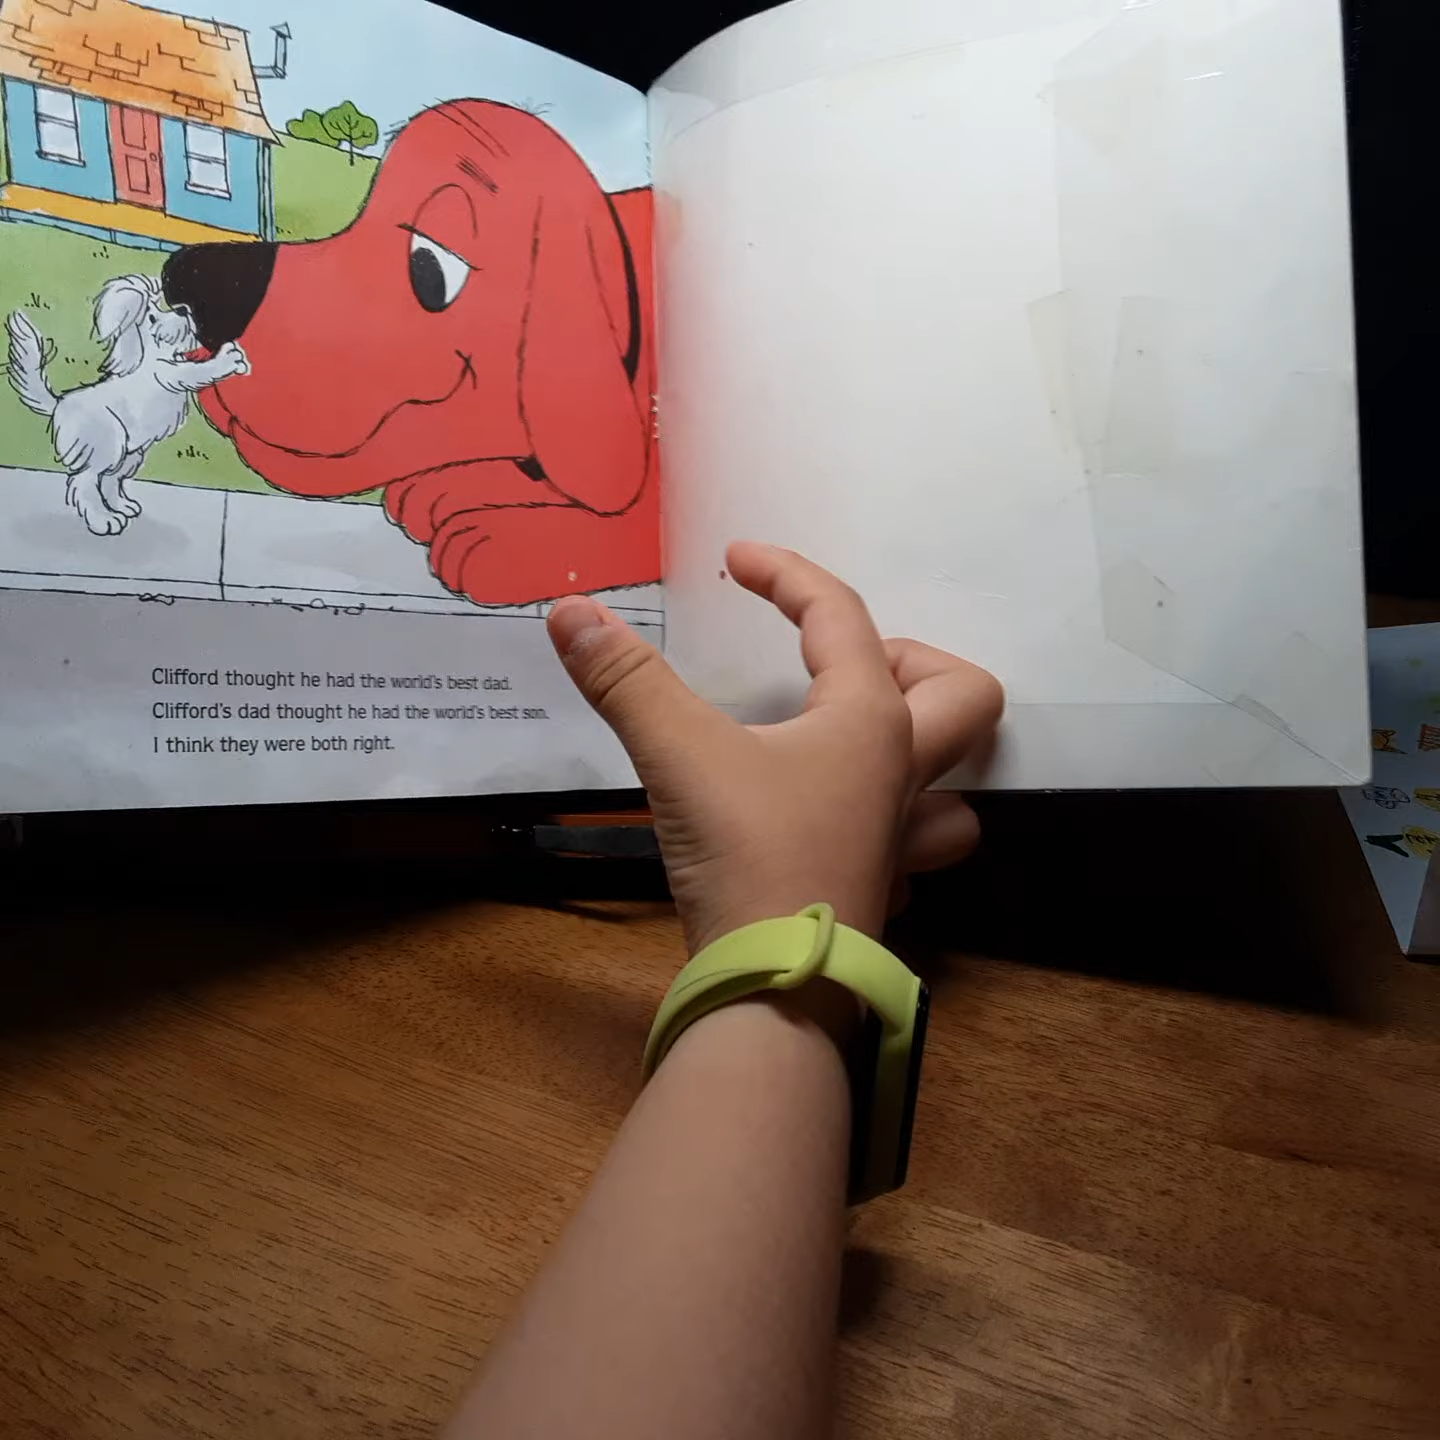 Clifford thought he had the world's best dad.
Clifford's dad thought he had the world's best son.
I think they were both right.